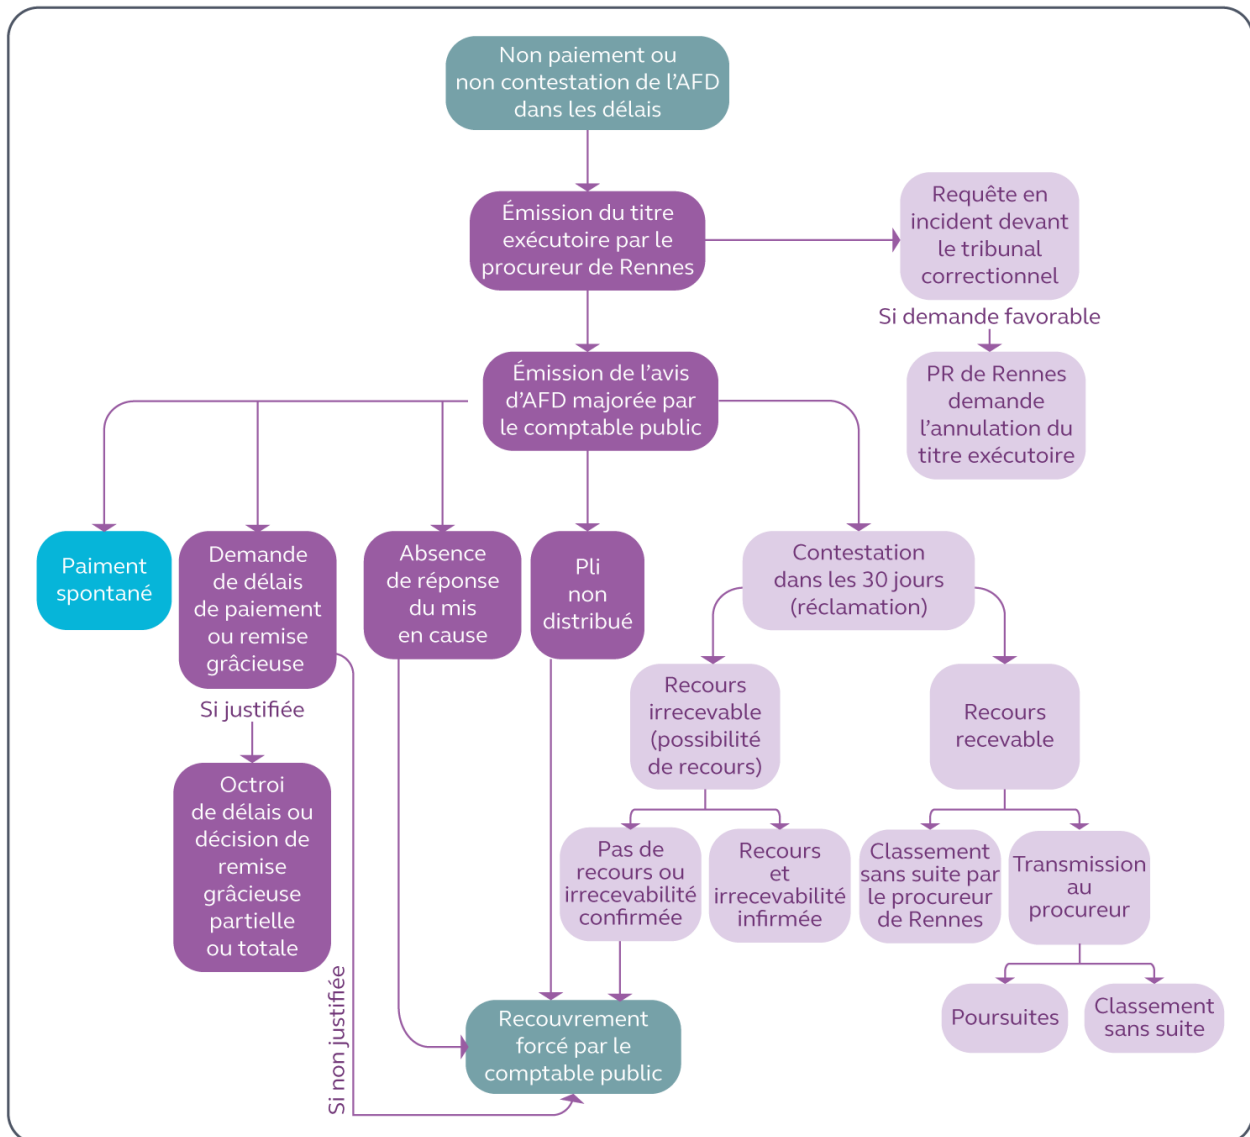 Non paiement ou
non contestation de l'AFD
dans les délais
Émission du titre
exécutoire par le
procureur de Rennes
Requête en
incident devant
le tribunal
correctionnel
Si demande favorable
PR de Rennes
demande
l'annulation du
titre exécutoire
Émission de l'avis
d'AFD majorée par
le comptable public
Paiment
spontané
Demande
de délais
de paiement
ou remise
grâcieuse
Absence
de réponse
du mis
en cause
Pli
non
distribué
Contestation
dans les 30 jours
(réclamation)
Si justifiée
Octroi
de délais ou
décision de
remise
grâcieuse
partielle
ou totale
Si non justifiée
Recours
irrecevable
(possibilité
de recours)
Recours
recevable
Pas de
recours ou
irrecevabilité
confirmée
Recours
et
irrecevabilité
infirmée
Classement
sans suite par
le procureur
de Rennes
Transmission
au
procureur
Poursuites
Classement
sans suite
Recouvrement
forcé par le
comptable public